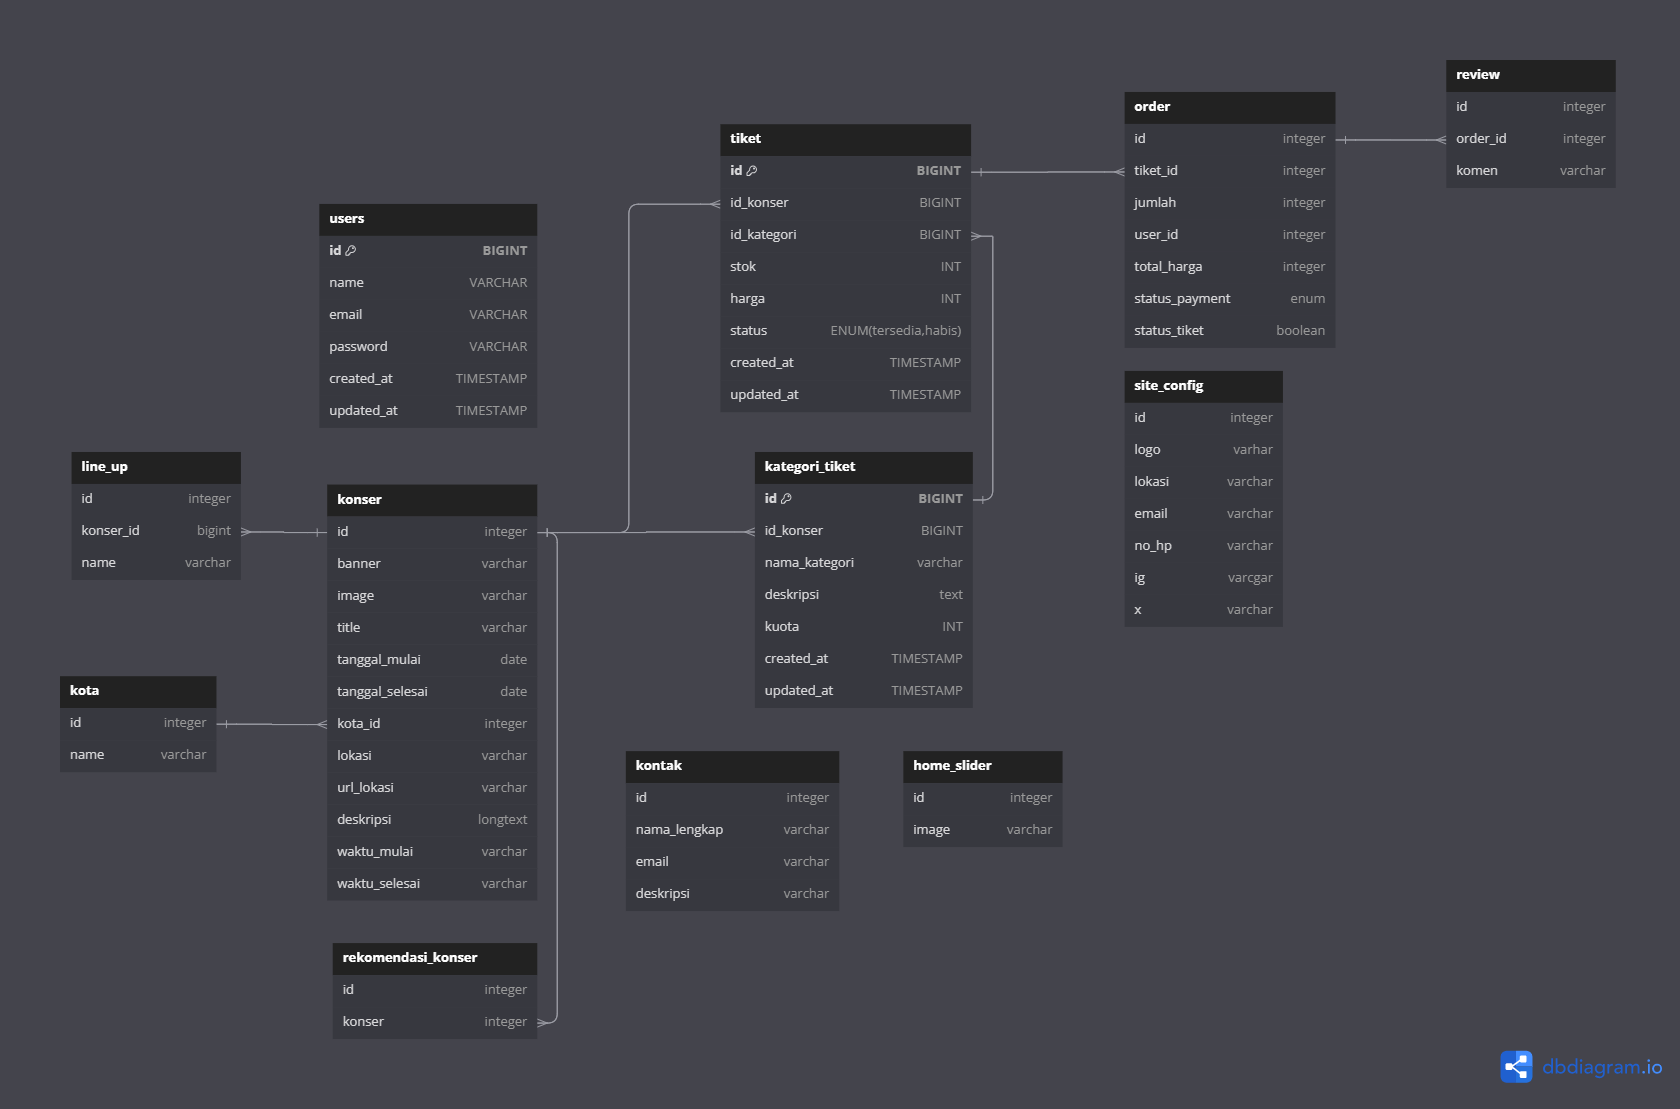 review
id integer
order_id integer
komen varchar
order
id integer
tiket_id integer
jumlah integer
user_id integer
total_harga integer
status_payment enum
status_tiket boolean
tiket
id BIGINT
id_konser BIGINT
id_kategori BIGINT
stok INT
harga INT
status ENUM(tersedia,habis)
created_at TIMESTAMP
updated_at TIMESTAMP
users
id BIGINT
name VARCHAR
email VARCHAR
password VARCHAR
created_at TIMESTAMP
updated_at TIMESTAMP
site_config
id integer
logo varhar
lokasi varchar
email varchar
no_hp varchar
ig varcgar
x varchar
line_up
id integer
konser_id bigint
name varchar
konser
id integer
banner varchar
image varchar
title varchar
tanggal_mulai date
tanggal_selesai date
kota_id integer
lokasi varchar
url_lokasi varchar
deskripsi longtext
waktu_mulai varchar
waktu_selesai varchar
kategori_tiket
id BIGINT
id_konser BIGINT
nama_kategori varchar
deskripsi text
kuota INT
created_at TIMESTAMP
updated_at TIMESTAMP
kota
id integer
name varchar
kontak
id integer
nama_lengkap varchar
email varchar
deskripsi varchar
home_slider
id integer
image varchar
rekomendasi_konser
id integer
konser integer
dbdiagram.io